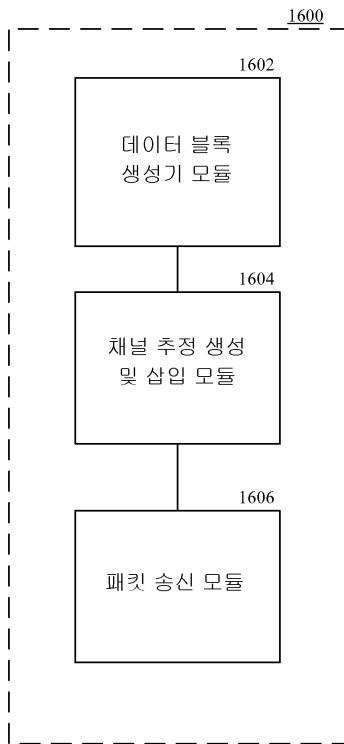 1600
1602
데이터 블록
생성기 모듈
1604
채널 추정 생성
및 삽입 모듈
1606
패킷 송신 모듈